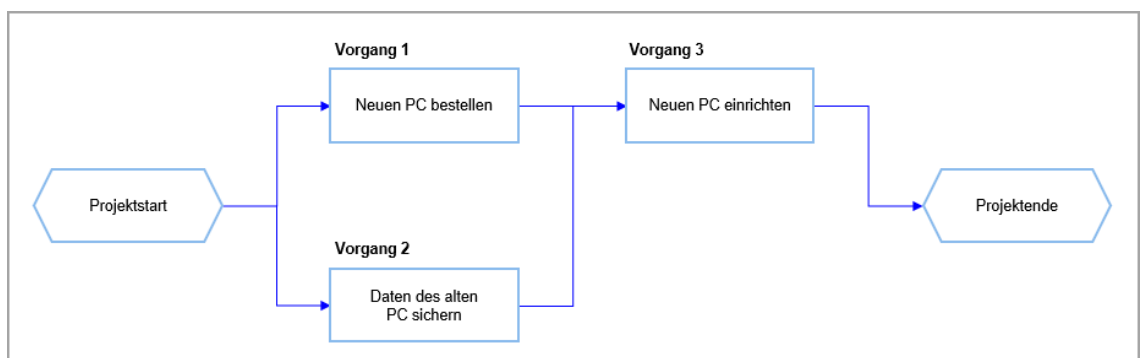 Vorgang 1
Neuen PC bestellen
Vorgang 3
Neuen PC einrichten
Projektstart
Projektende
Vorgang 2
Daten des alten
PC sichern